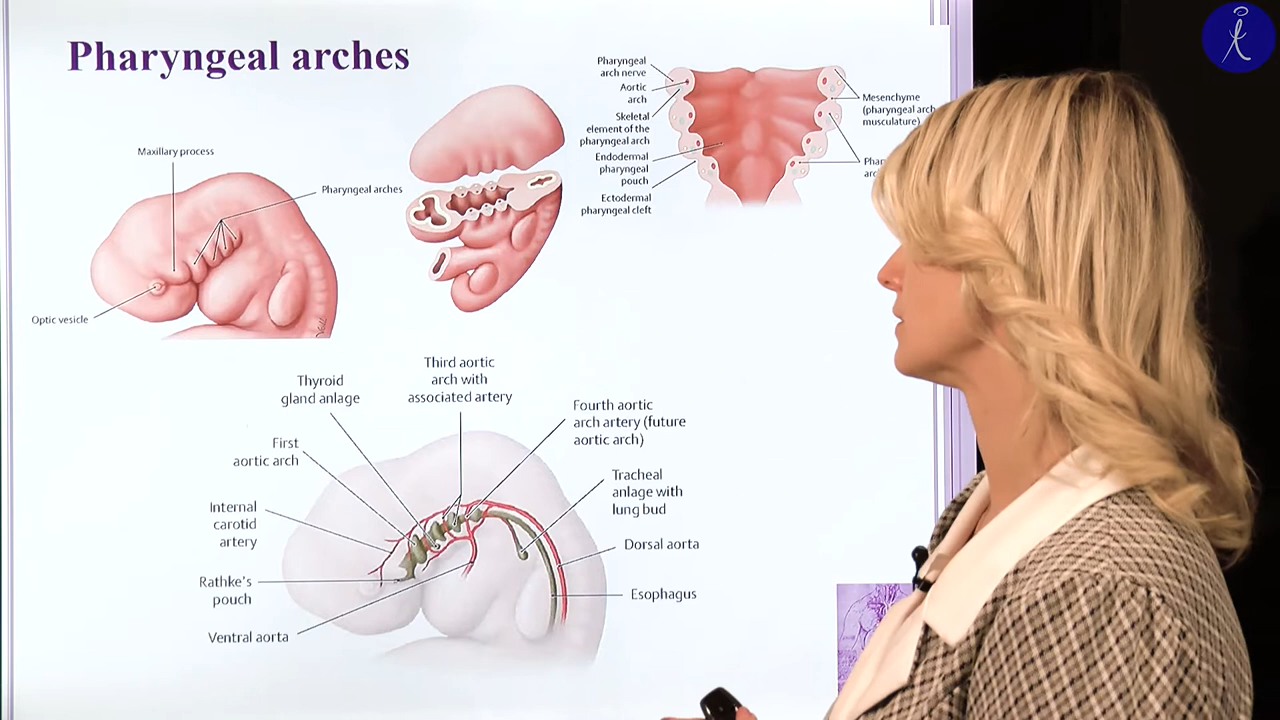 Pharyngeal arches
Maxillary process
Pharyngeal arches
Optic vesicle
Pharyngeal
arch nerve
Aortic
arch
Skeletal
element of the
pharyngeal arch
Endodermal
pharyngeal
pouch
Ectodermal
pharyngeal cleft
Mesenchyme
(pharyngeal arch
musculature)
Third aortic
arch with
associated artery
Thyroid
gland anlage
First
aortic arch
Internal
carotid
artery
Rathke's
pouch
Ventral aorta
Fourth aortic
arch artery (future
aortic arch)
Tracheal
anlage with
lung bud
Dorsal aorta
Esophagus